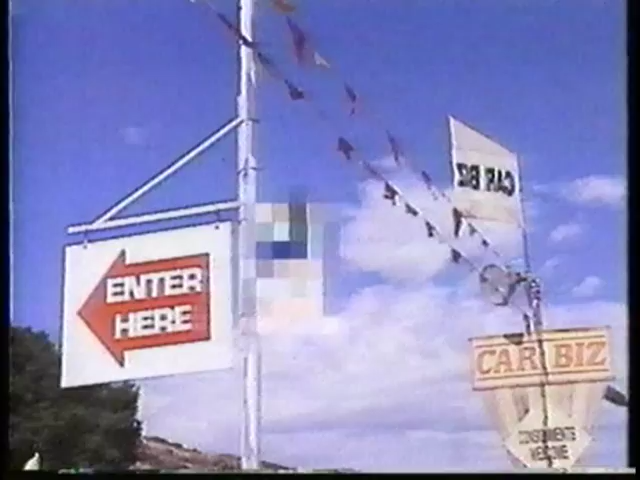 ENTER
HERE
CAR BIZ
CAR BIZ
CONSIGNMENTS
WELCOME